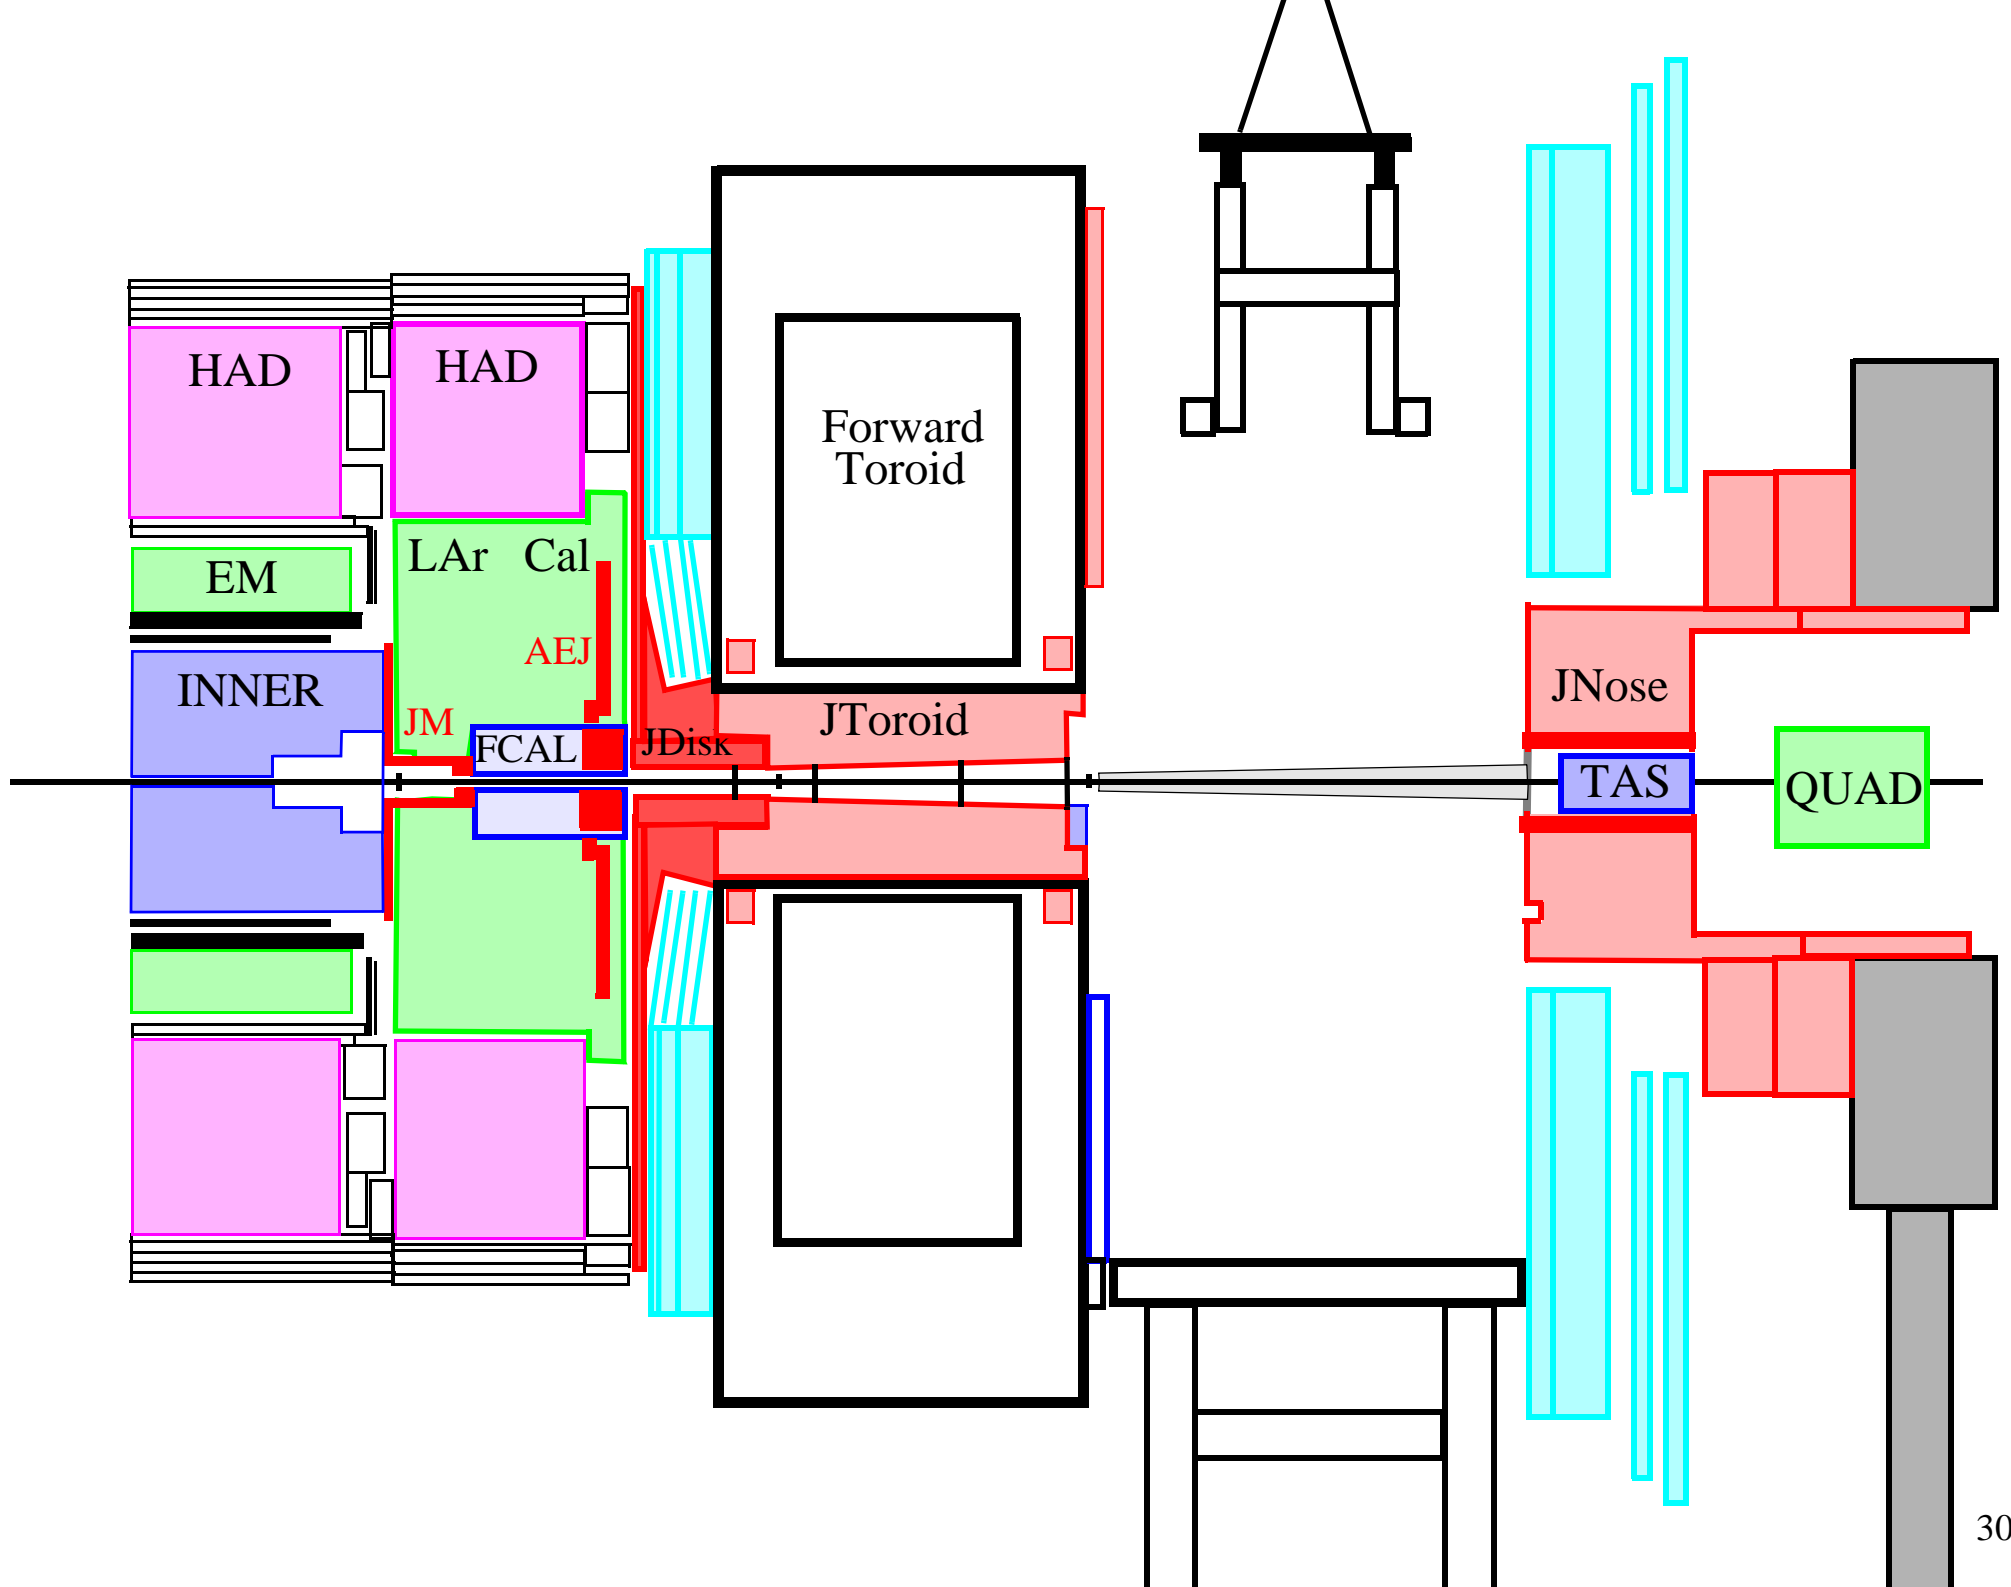 HAD
HAD
Forward
Toroid
LAr Cal
EM
AEJ
INNER
JNose
JM
JToroid
FCAL
JDisk
TAS
QUAD
30